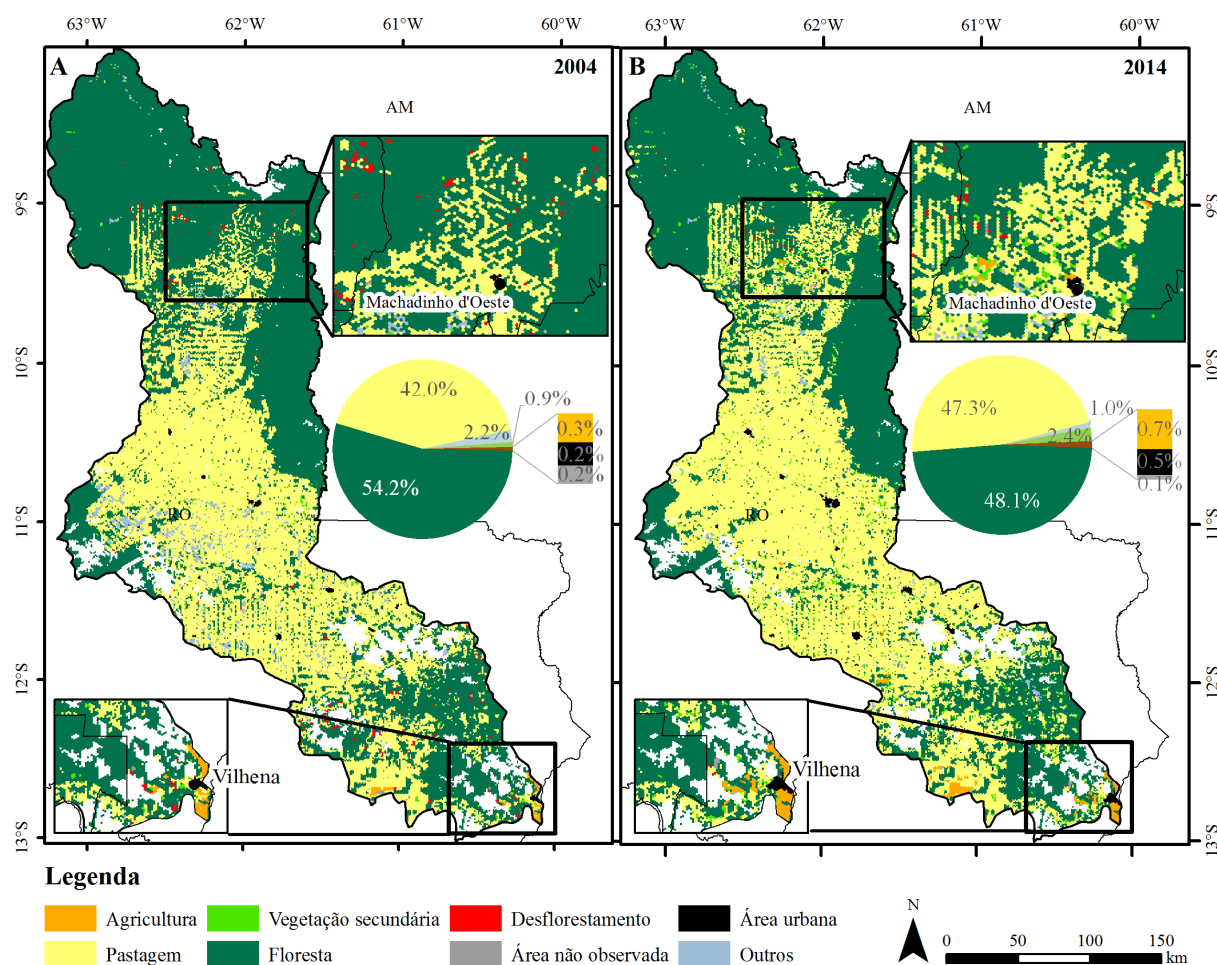 63°W 62°W 61°W 60°W 63°W 62°W 61°W 60°W
A 2004 B 2014
AM AM
9°S 9°S
Machadinho d'Oeste Machadinho d'Oeste
10°S 10°S
42.0% 0.9% 47.3% 1.0%
2.2% 0.3% 2.4% 0.7%
0.2% 0.5%
0.2% 0.1%
54.2% 48.1%
RO RO
11°S 11°S
12°S 12°S
Vilhena Vilhena
13°S 13°S
Legenda
Agricultura Vegetação secundária Desflorestamento Área urbana
Pastagem Floresta Área não observada Outros
N
0 50 100 150
km